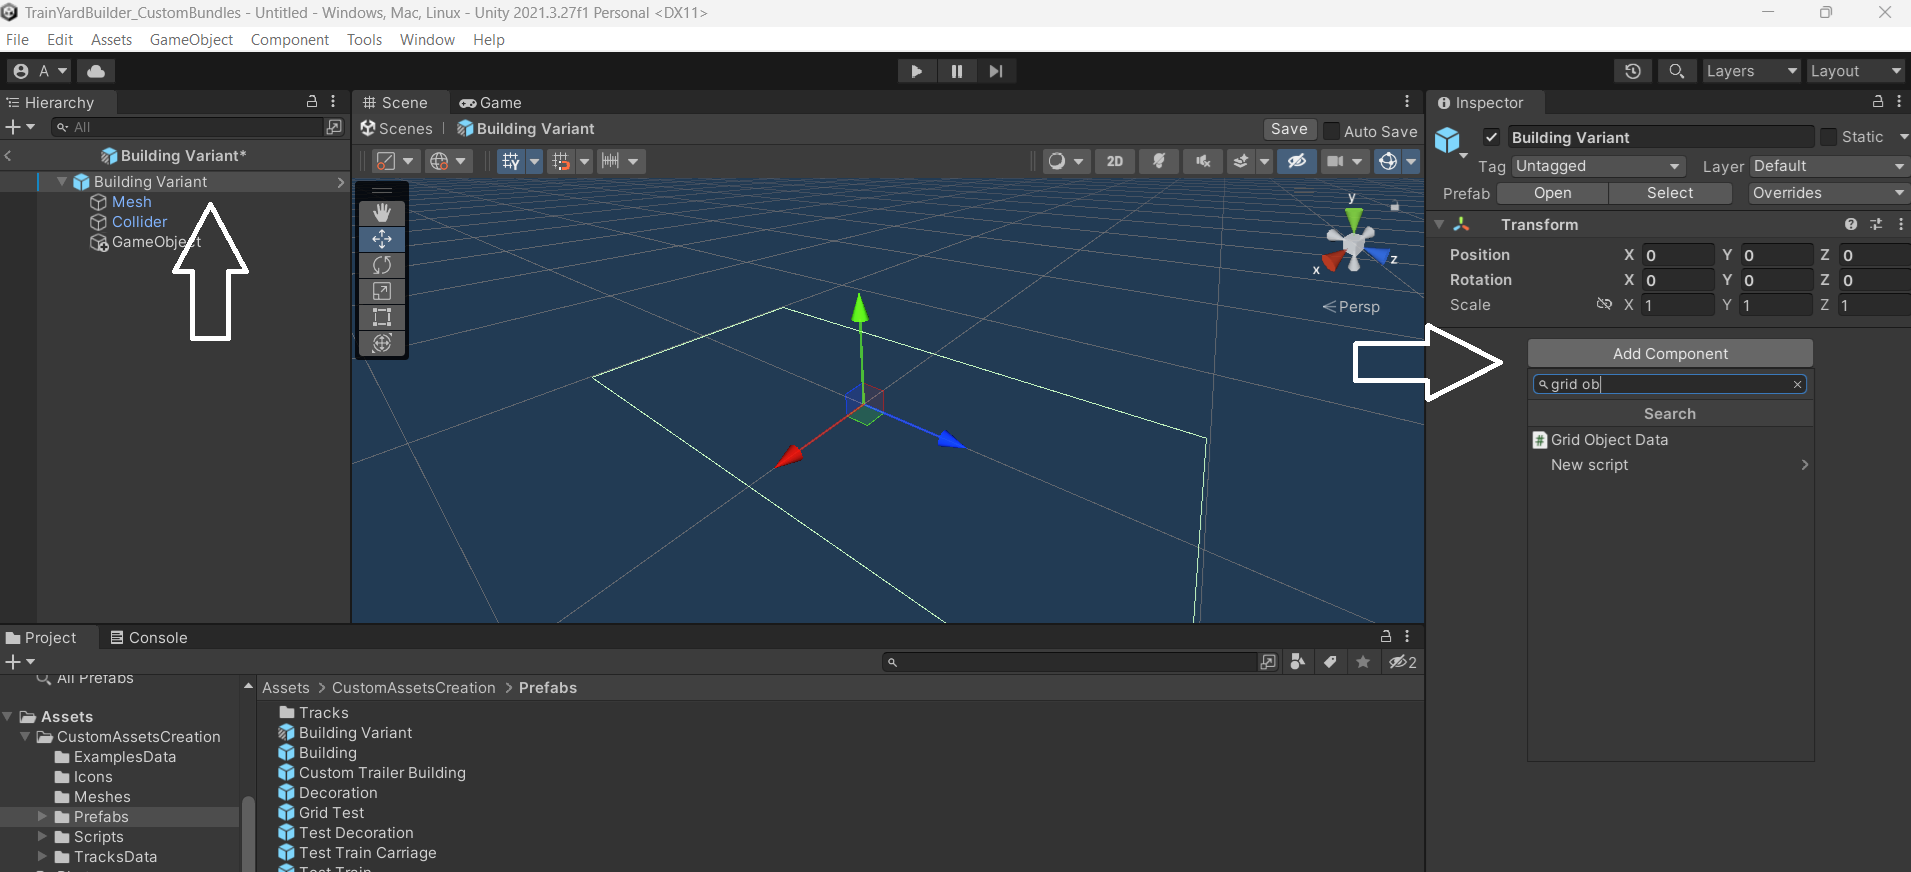 TrainYardBuilder_CustomBundles - Untitled - Windows, Mac, Linux - Unity 2021.3.27f1 Personal <DX11>
File Edit Assets GameObject Component Tools Window Help
A Layers Layout
Hierarchy
All
Building Variant*
Building Variant
Mesh
Collider
GameObject
Scene Game
Scenes Building Variant Save Auto Save
2D
y
x
z
Persp
Inspector
Building Variant Static
Tag Untagged Layer Default
Prefab Open Select Overrides
Transform
Position X 0 Y 0 Z 0
Rotation X 0 Y 0 Z 0
Scale X 1 Y 1 Z 1
Add Component
grid ob
Search
Grid Object Data
New script
Project Console
2
All Prefabs
Assets
CustomAssetsCreation
ExamplesData
Icons
Meshes
Prefabs
Scripts
TracksData
Assets > CustomAssetsCreation > Prefabs
Tracks
Building Variant
Building
Custom Trailer Building
Decoration
Grid Test
Test Decoration
Test Train Carriage
Test Train